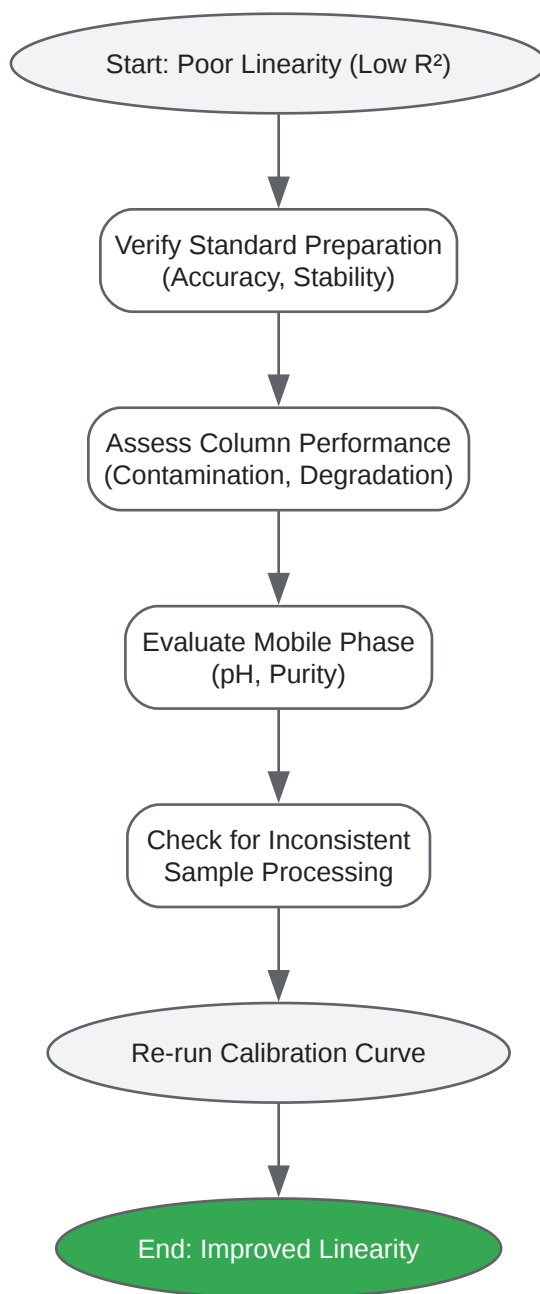 Start: Poor Linearity (Low R²)
Verify Standard Preparation
(Accuracy, Stability)
Assess Column Performance
(Contamination, Degradation)
Evaluate Mobile Phase
(pH, Purity)
Check for Inconsistent
Sample Processing
Re-run Calibration Curve
End: Improved Linearity